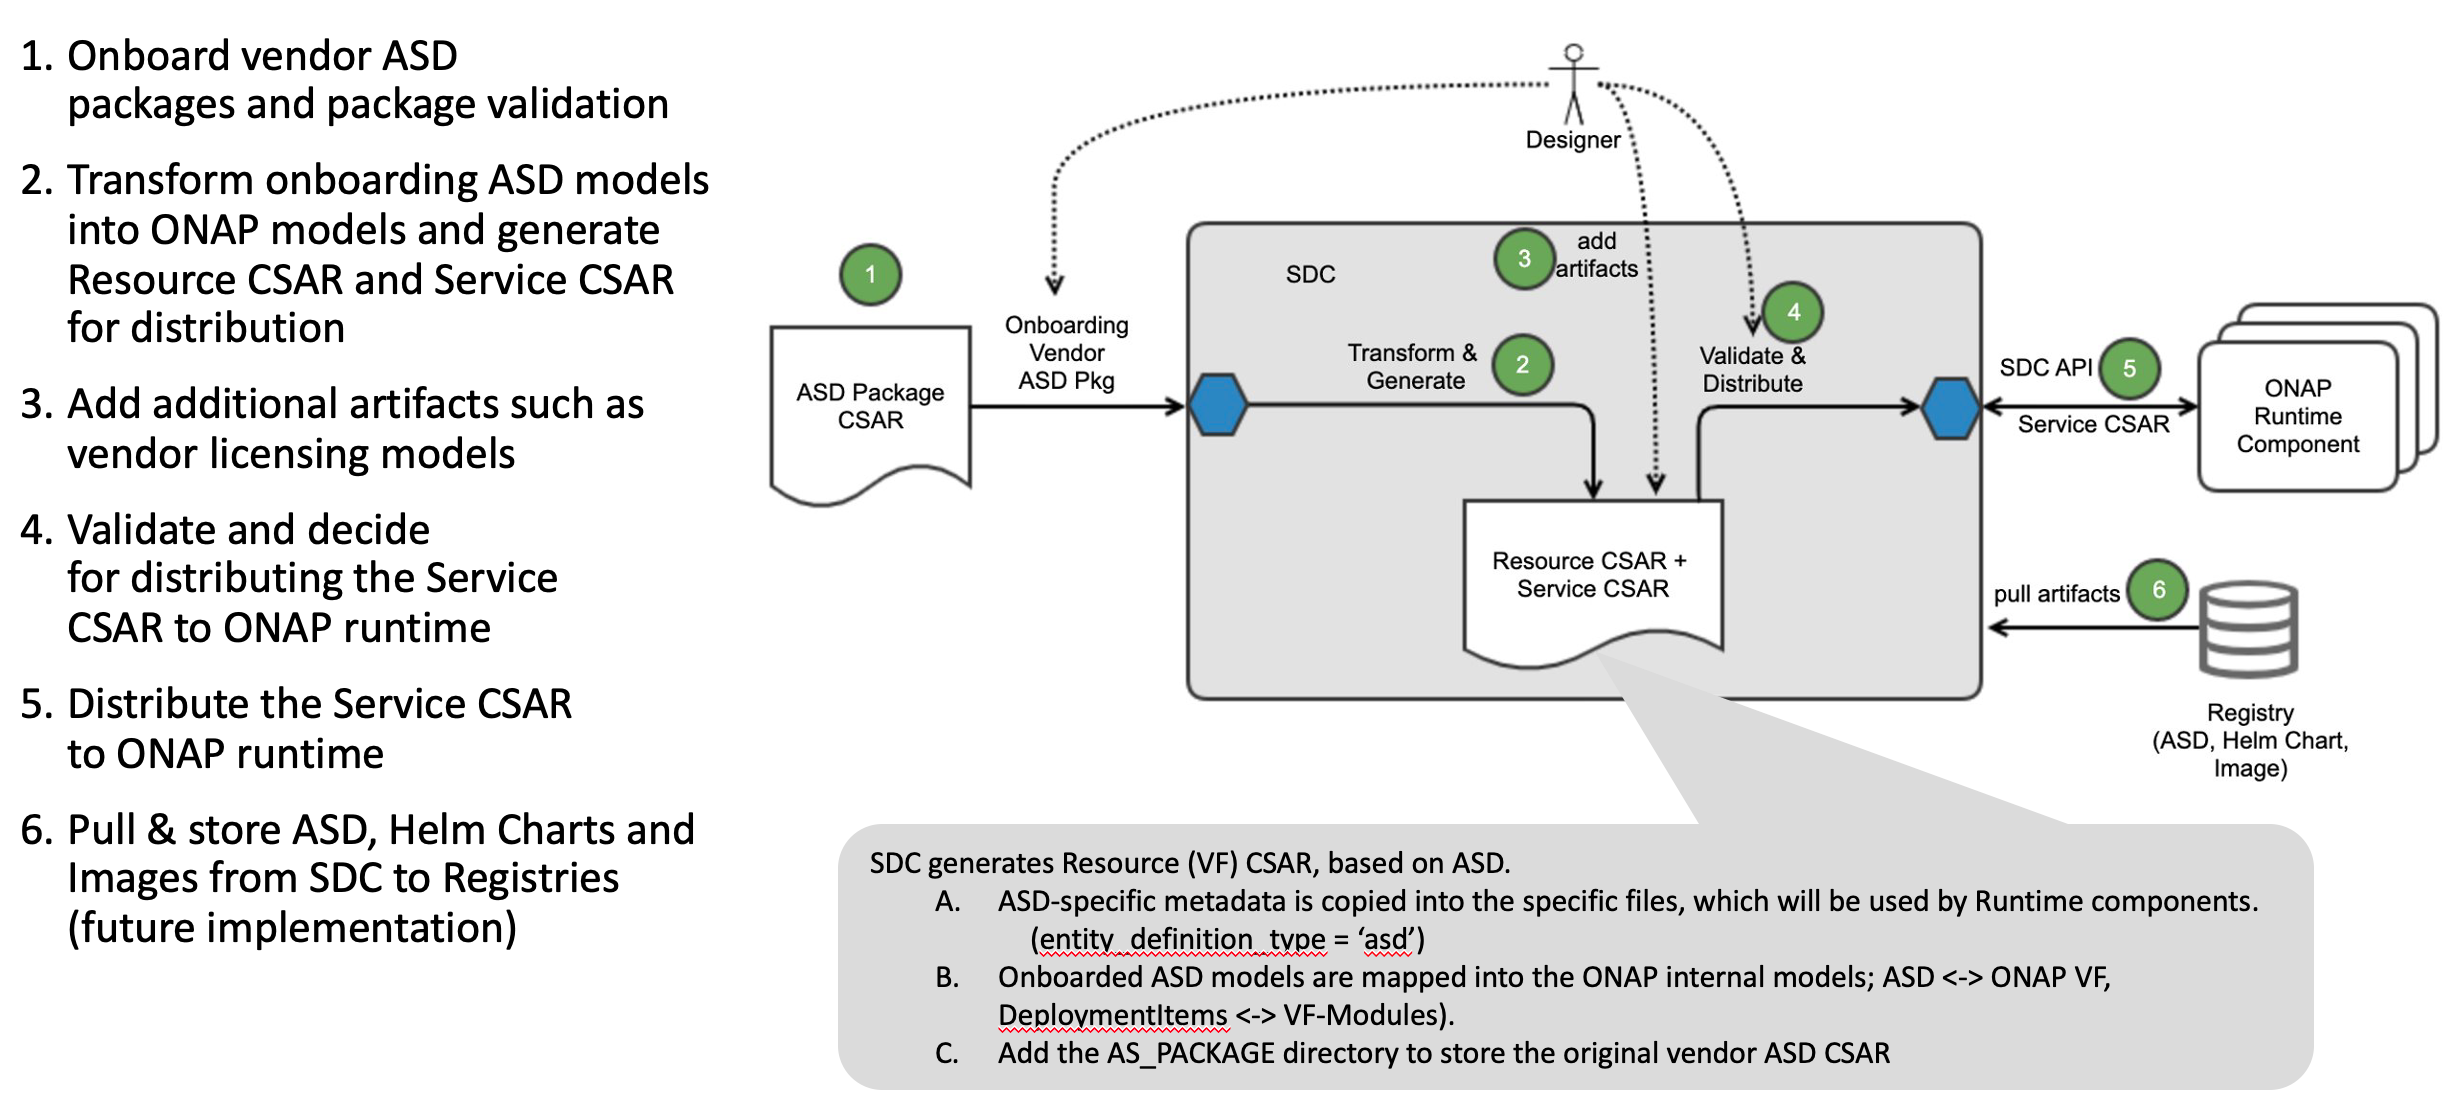 1. Onboard vendor ASD
packages and package validation
2. Transform onboarding ASD models
into ONAP models and generate
Resource CSAR and Service CSAR
for distribution
3. Add additional artifacts such as
vendor licensing models
4. Validate and decide
for distributing the Service
CSAR to ONAP runtime
5. Distribute the Service CSAR
to ONAP runtime
6. Pull & store ASD, Helm Charts and
Images from SDC to Registries
(future implementation)
Designer
1
ASD Package
CSAR
Onboarding
Vendor
ASD Pkg
SDC
3
add
artifacts
Transform &
Generate
2
4
Validate &
Distribute
Resource CSAR +
Service CSAR
SDC API
5
Service CSAR
ONAP
Runtime
Component
pull artifacts
6
Registry
(ASD, Helm Chart,
Image)
SDC generates Resource (VF) CSAR, based on ASD.
A. ASD-specific metadata is copied into the specific files, which will be used by Runtime components.
(entity_definition_type = ‘asd’)
B. Onboarded ASD models are mapped into the ONAP internal models; ASD <-> ONAP VF,
DeploymentItems <-> VF-Modules).
C. Add the AS_PACKAGE directory to store the original vendor ASD CSAR